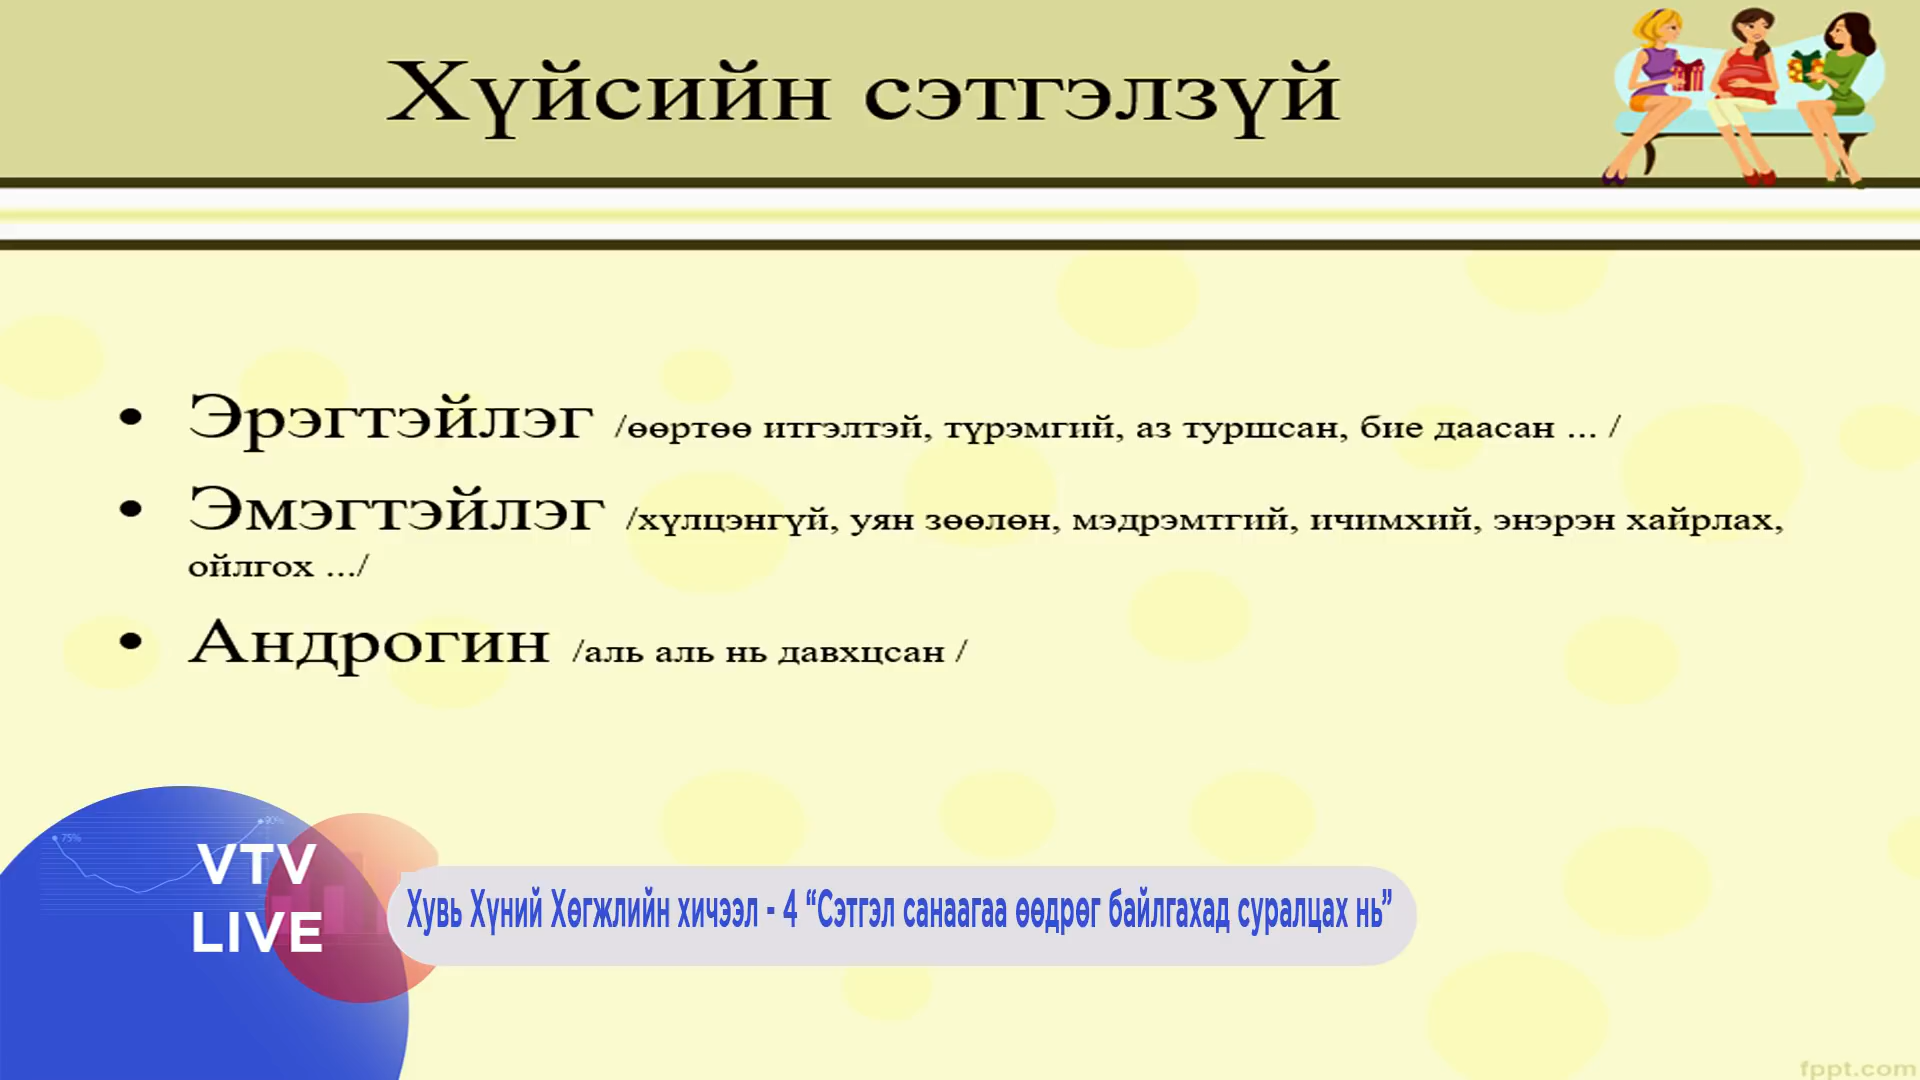 Хүйсийн сэтгэлзүй
• Эрэгтэйлэг /өөртөө итгэлтэй, түрэмгий, аз туршсан, бие даасан ... /
• Эмэгтэйлэг /хүлцэнгүй, уян зөөлөн, мэдрэмтгий, ичимхий, энэрэн хайрлах,
ойлгох .../
• Андрогин /аль аль нь давхцсан /
75%
90%
VTV
LIVE
Хувь Хүний Хөгжлийн хичээл - 4 “Сэтгэл санаагаа өөдрөг байлгахад суралцах нь”
fppt.com